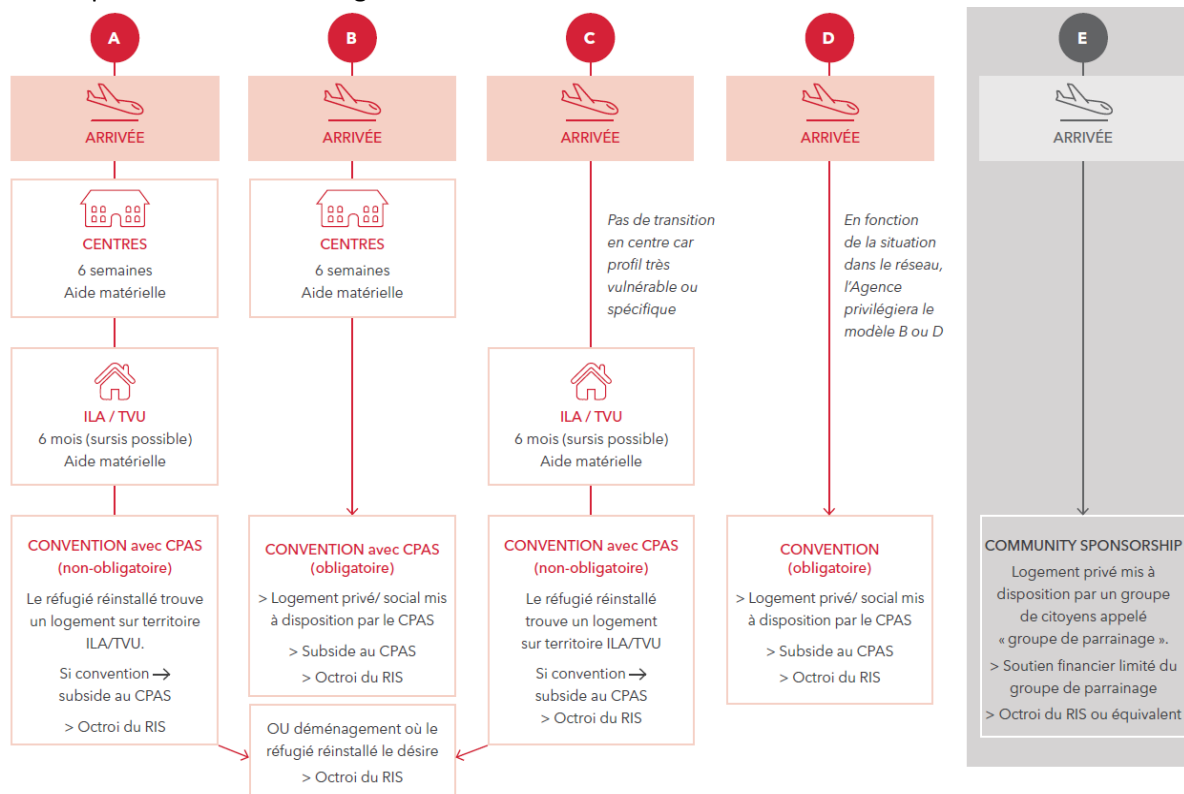 A
ARRIVÉE
CENTRES
6 semaines
Aide matérielle
ILA / TVU
6 mois (sursis possible)
Aide matérielle
CONVENTION avec CPAS
(non-obligatoire)
Le réfugié réinstallé trouve
un logement sur territoire
ILA/TVU.
Si convention →
subside au CPAS
> Octroi du RIS
B
ARRIVÉE
CENTRES
6 semaines
Aide matérielle
CONVENTION avec CPAS
(obligatoire)
> Logement privé/ social mis
à disposition par le CPAS
> Subside au CPAS
> Octroi du RIS
OU déménagement où le
réfugié réinstallé le désire
> Octroi du RIS
C
ARRIVÉE
Pas de transition
en centre car
profil très
vulnérable ou
spécifique
ILA / TVU
6 mois (sursis possible)
Aide matérielle
CONVENTION avec CPAS
(non-obligatoire)
Le réfugié réinstallé
trouve un logement
sur territoire ILA/TVU
Si convention →
subside au CPAS
> Octroi du RIS
D
ARRIVÉE
En fonction
de la situation
dans le réseau,
l'Agence
privilégiera le
modèle B ou D
CONVENTION
(obligatoire)
> Logement privé/ social mis
à disposition par le CPAS
> Subside au CPAS
> Octroi du RIS
E
ARRIVÉE
COMMUNITY SPONSORSHIP
Logement privé mis à
disposition par un groupe
de citoyens appelé
« groupe de parrainage ».
> Soutien financier limité du
groupe de parrainage
> Octroi du RIS ou équivalent